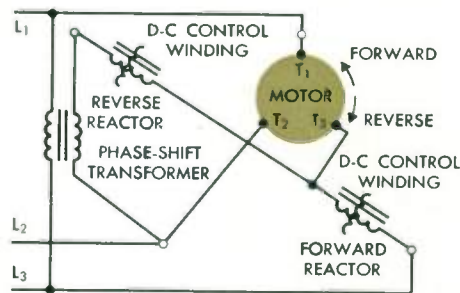 L1
D-C CONTROL
WINDING
FORWARD
T1
MOTOR
T2
T3
REVERSE
REVERSE
REACTOR
PHASE-SHIFT
TRANSFORMER
D-C CONTROL
WINDING
L2
FORWARD
REACTOR
L3